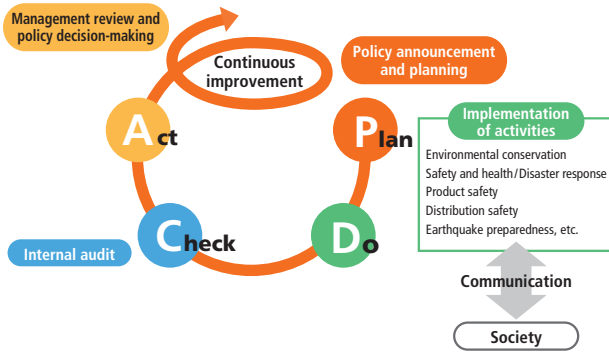 Management review and
policy decision-making
Continuous
improvement
Policy announcement
and planning
Act
Plan
Implementation
of activities
Environmental conservation
Safety and health/Disaster response
Product safety
Distribution safety
Earthquake preparedness, etc.
Check
Do
Internal audit
Communication
Society